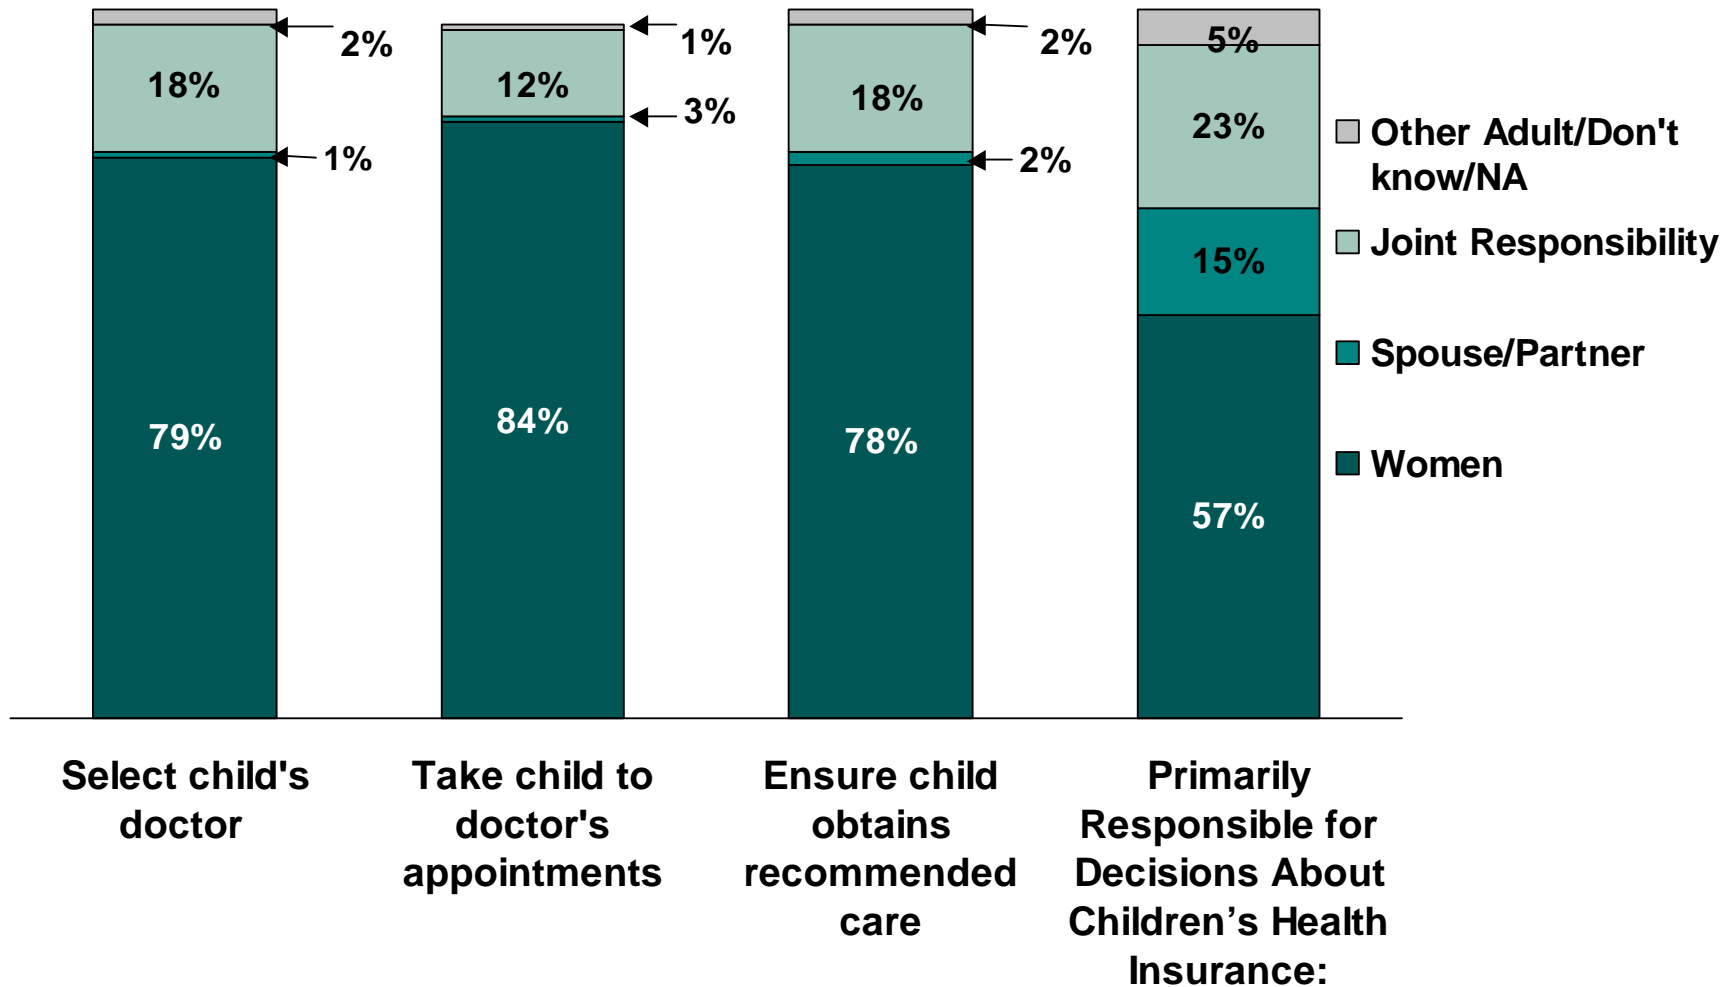 2%
18%
1%
79%
1%
12%
3%
84%
2%
18%
2%
78%
5%
23%
15%
57%
Other Adult/Don't
know/NA
Joint Responsibility
Spouse/Partner
Women
Select child's
doctor
Take child to
doctor's
appointments
Ensure child
obtains
recommended
care
Primarily
Responsible for
Decisions About
Children’s Health
Insurance: